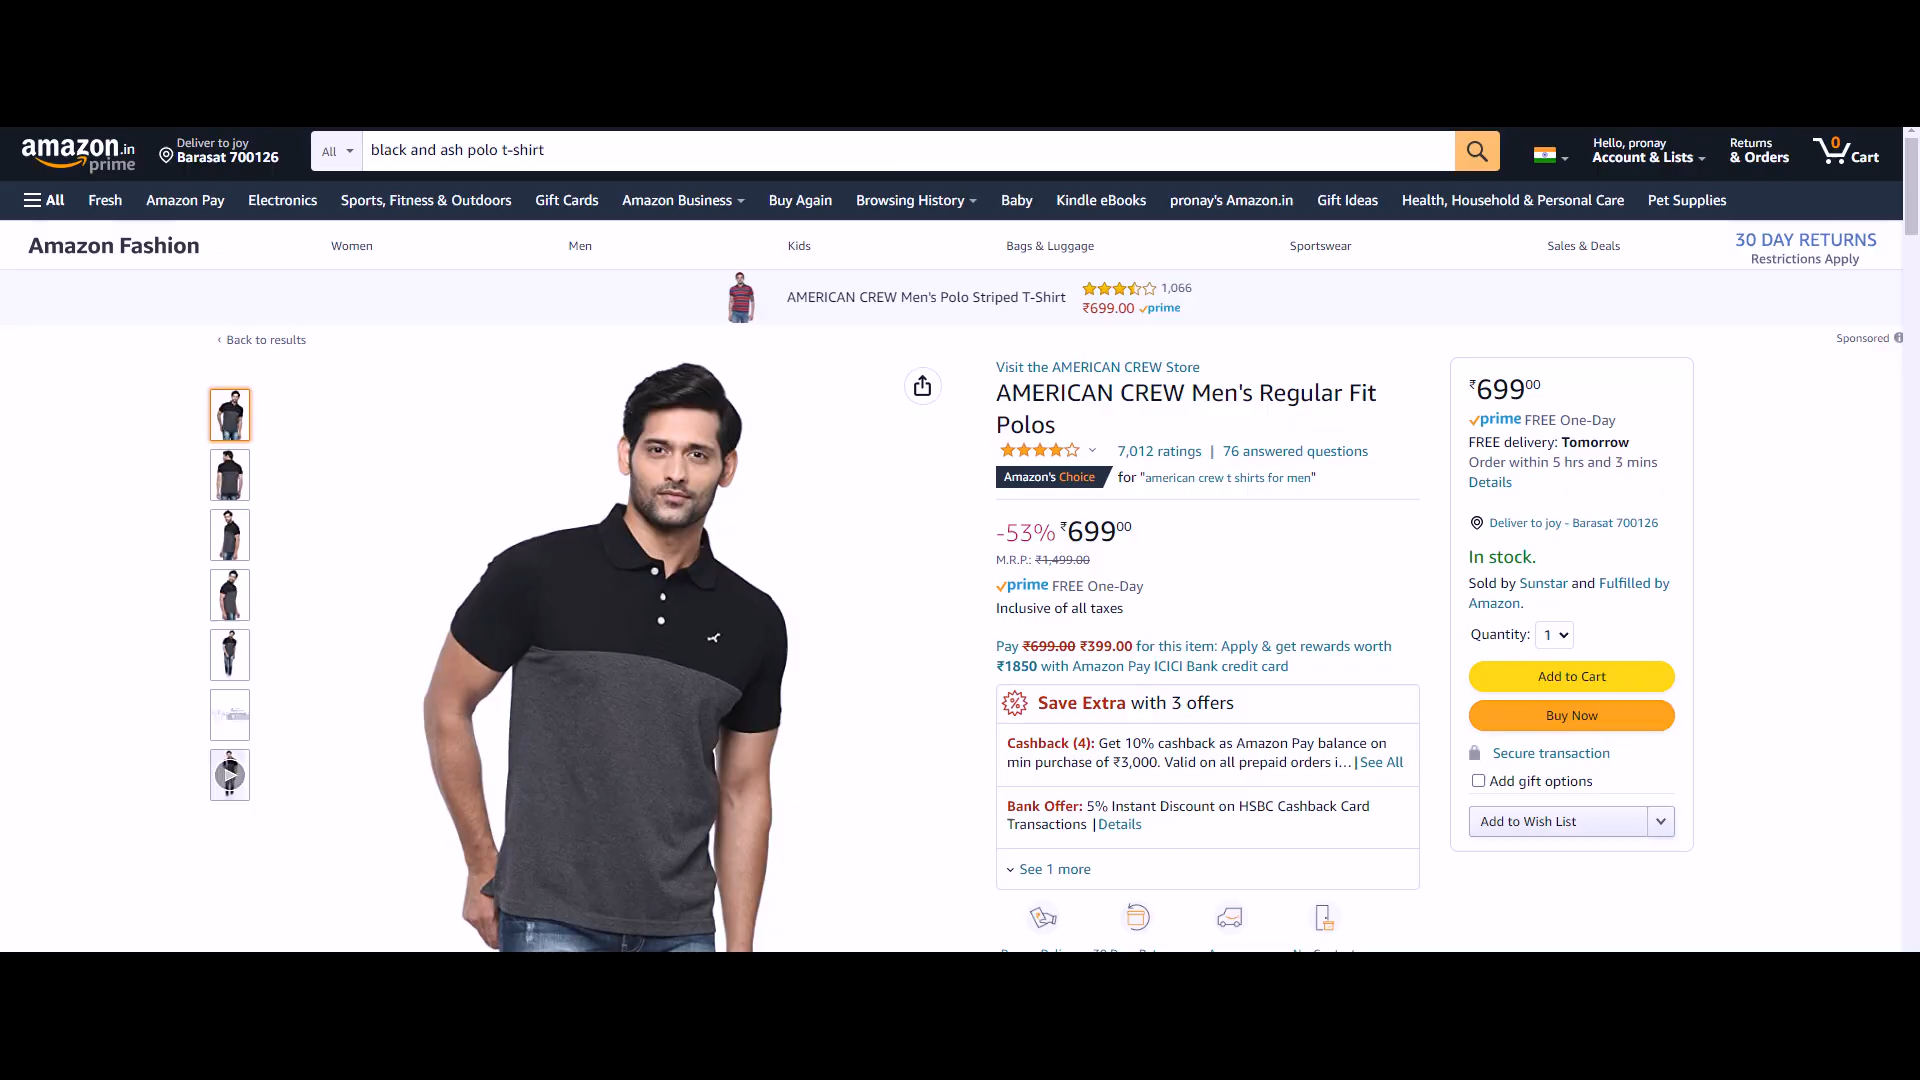 amazon.in
prime
Deliver to joy
Barasat 700126
All
black and ash polo t-shirt
Hello, pronay
Account & Lists
Returns
& Orders
0
Cart
All
Fresh
Amazon Pay
Electronics
Sports, Fitness & Outdoors
Gift Cards
Amazon Business
Buy Again
Browsing History
Baby
Kindle eBooks
pronay's Amazon.in
Gift Ideas
Health, Household & Personal Care
Pet Supplies
Amazon Fashion
Women
Men
Kids
Bags & Luggage
Sportswear
Sales & Deals
30 DAY RETURNS
Restrictions Apply
AMERICAN CREW Men's Polo Striped T-Shirt
1,066
₹699.00 prime
‹ Back to results
Sponsored
Visit the AMERICAN CREW Store
AMERICAN CREW Men's Regular Fit
Polos
7,012 ratings | 76 answered questions
Amazon's Choice for "american crew t shirts for men"
-53% ₹699 00
M.R.P.: ₹1,499.00
prime FREE One-Day
Inclusive of all taxes
Pay ₹699.00 ₹399.00 for this item: Apply & get rewards worth
₹1850 with Amazon Pay ICICI Bank credit card
Save Extra with 3 offers
Cashback (4): Get 10% cashback as Amazon Pay balance on
min purchase of ₹3,000. Valid on all prepaid orders i... | See All
Bank Offer: 5% Instant Discount on HSBC Cashback Card
Transactions | Details
See 1 more
₹699 00
prime FREE One-Day
FREE delivery: Tomorrow
Order within 5 hrs and 3 mins
Details
Deliver to joy - Barasat 700126
In stock.
Sold by Sunstar and Fulfilled by
Amazon.
Quantity: 1
Add to Cart
Buy Now
Secure transaction
Add gift options
Add to Wish List